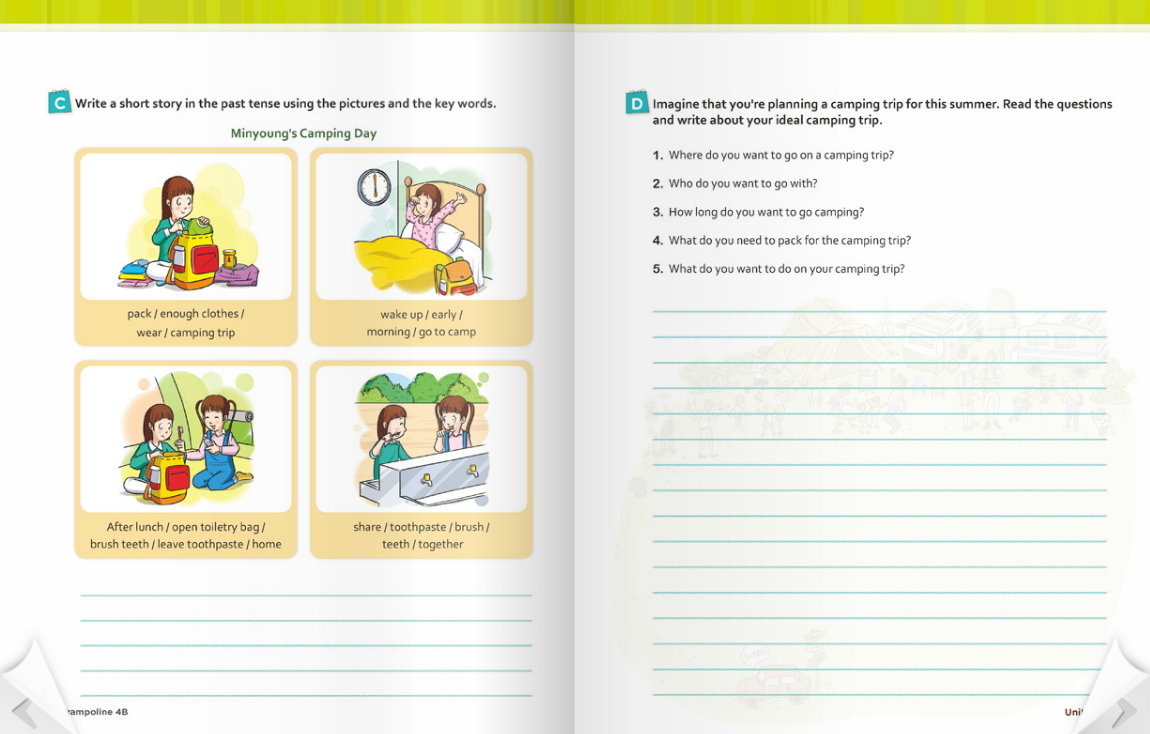 C Write a short story in the past tense using the pictures and the key words.
Minyoung's Camping Day
pack / enough clothes /
wear / camping trip
wake up / early /
morning / go to camp
After lunch / open toiletry bag /
brush teeth / leave toothpaste / home
share / toothpaste / brush /
teeth / together
rampoline 4B
D Imagine that you're planning a camping trip for this summer. Read the questions
and write about your ideal camping trip.
1. Where do you want to go on a camping trip?
2. Who do you want to go with?
3. How long do you want to go camping?
4. What do you need to pack for the camping trip?
5. What do you want to do on your camping trip?
Uni